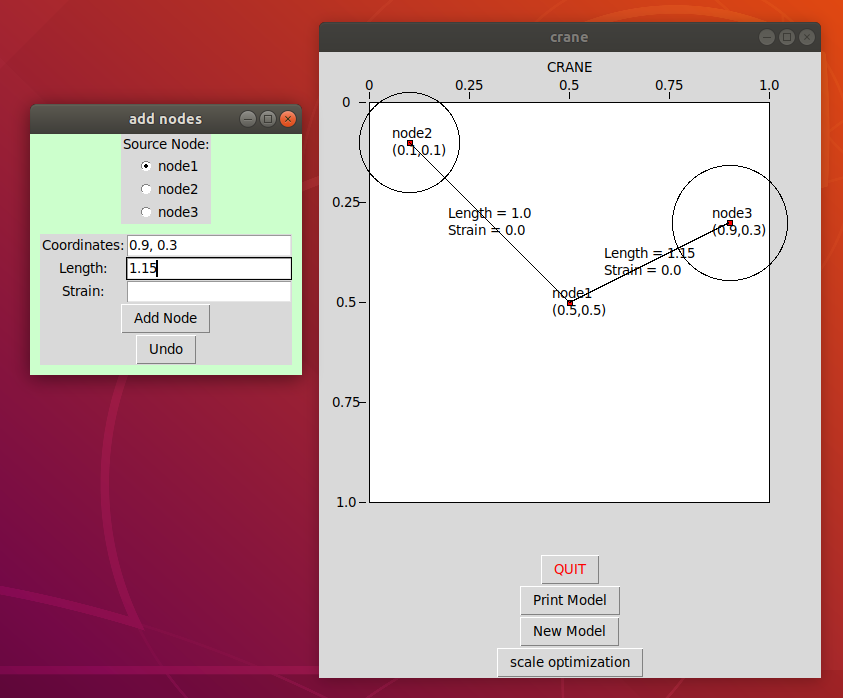 add nodes
Source Node:
node1
node2
node3
Coordinates: 0.9, 0.3
Length: 1.15
Strain:
Add Node
Undo
crane
CRANE
0 0.25 0.5 0.75 1.0
0
0.25
0.5
0.75
1.0
node2
(0.1,0.1)
Length = 1.0
Strain = 0.0
node3
(0.9,0.3)
Length = 1.15
Strain = 0.0
node1
(0.5,0.5)
QUIT
Print Model
New Model
scale optimization